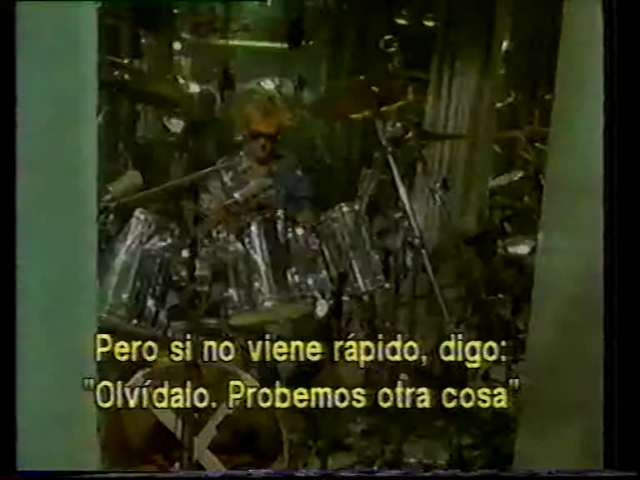 Pero si no viene rápido, digo:
"Olvídalo. Probemos otra cosa"